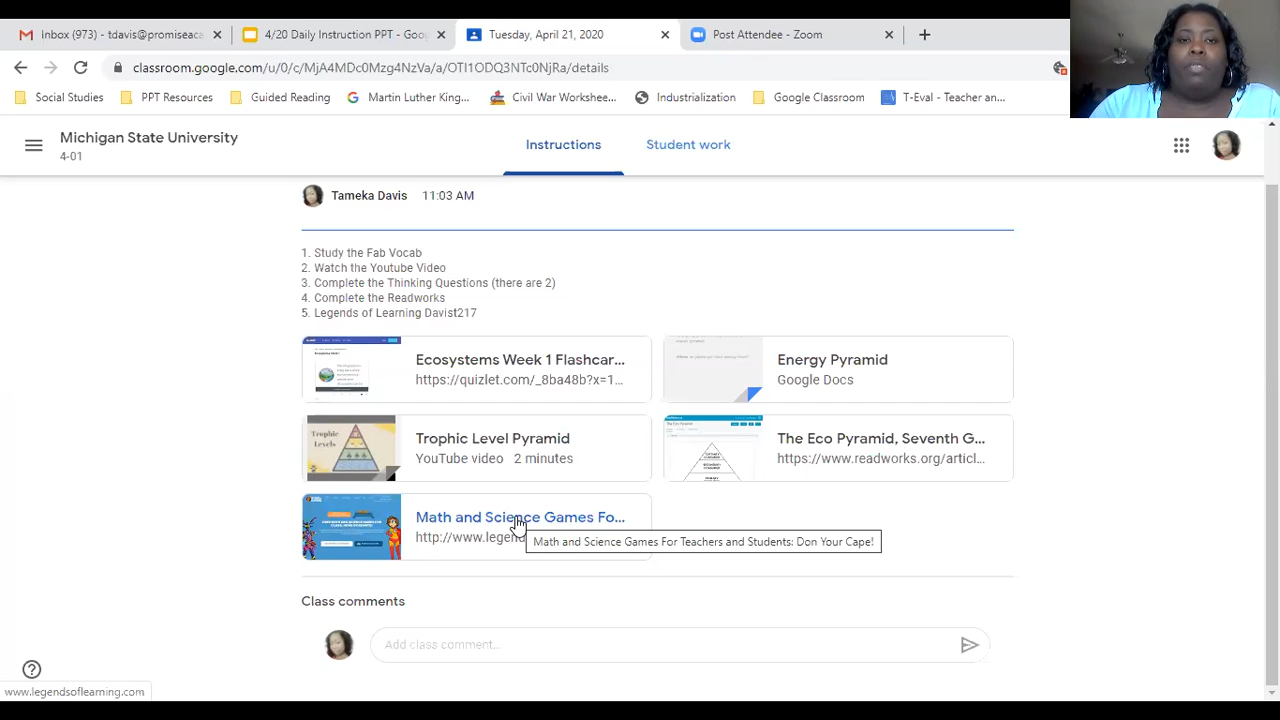 Inbox (973) - tdavis@promiseac
4/20 Daily Instruction PPT - Goo
Tuesday, April 21, 2020
Post Attendee - Zoom
classroom.google.com/u/0/c/MjA4MDc0Mzg4NzVa/a/OTI1ODQ3NTc0NjRa/details
Social Studies
PPT Resources
Guided Reading
Martin Luther King...
Civil War Workshee...
Industrialization
Google Classroom
T-Eval - Teacher an...
Michigan State University
4-01
Instructions
Student work
Tameka Davis 11:03 AM
1. Study the Fab Vocab
2. Watch the Youtube Video
3. Complete the Thinking Questions (there are 2)
4. Complete the Readworks
5. Legends of Learning Davist217
Ecosystems Week 1 Flashcar...
https://quizlet.com/_8ba48b?x=1...
Energy Pyramid
Google Docs
Trophic Levels
Trophic Level Pyramid
YouTube video 2 minutes
The Eco Pyramid, Seventh G...
https://www.readworks.org/articl...
Math and Science Games Fo...
http://www.legend
Math and Science Games For Teachers and Students: Don Your Cape!
Class comments
Add class comment...
www.legendsoflearning.com